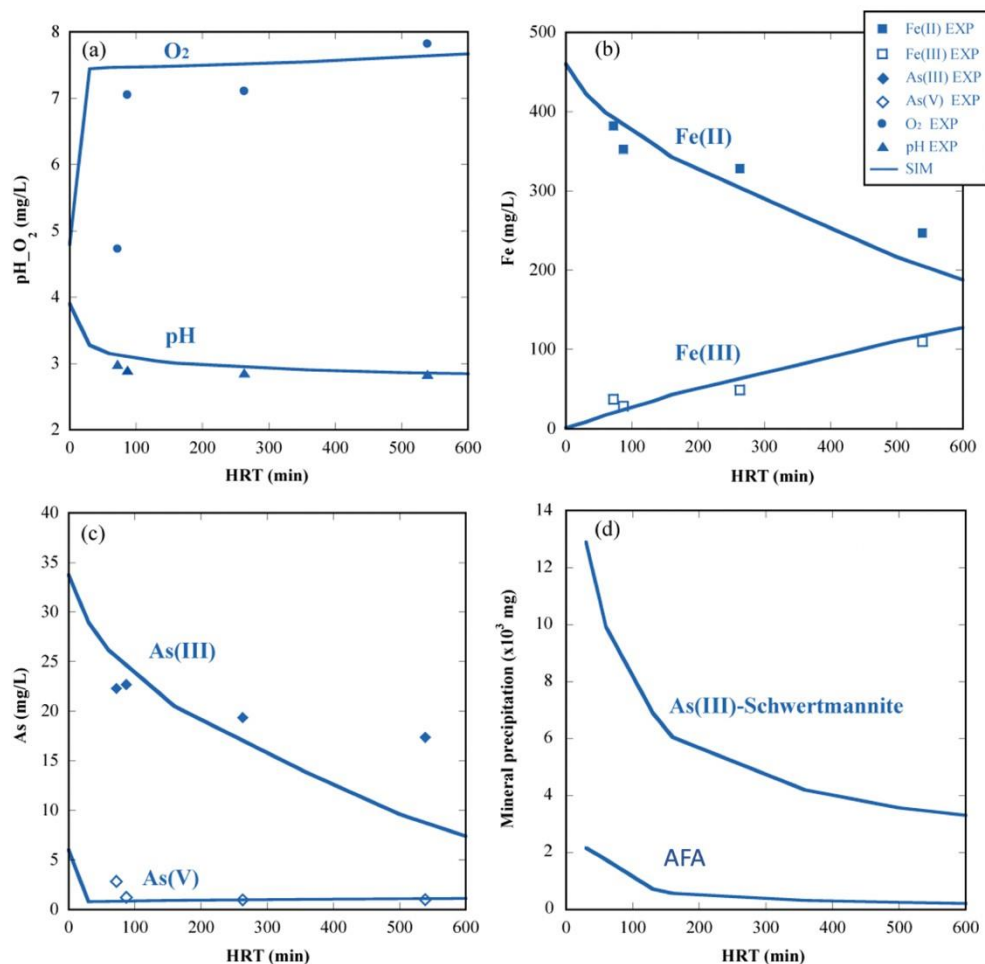 (a)
O₂
pH
8
7
6
5
4
3
2
pH_O₂ (mg/L)
0 100 200 300 400 500 600
HRT (min)
(b)
Fe(II)
Fe(III)
500
400
300
200
100
0
Fe (mg/L)
0 100 200 300 400 500 600
HRT (min)
Fe(II) EXP
Fe(III) EXP
As(III) EXP
As(V) EXP
O₂ EXP
pH EXP
SIM
(c)
As(III)
As(V)
40
35
30
25
20
15
10
5
0
As (mg/L)
0 100 200 300 400 500 600
HRT (min)
(d)
As(III)-Schwertmannite
AFA
14
12
10
8
6
4
2
0
Mineral precipitation (x10³ mg)
0 100 200 300 400 500 600
HRT (min)